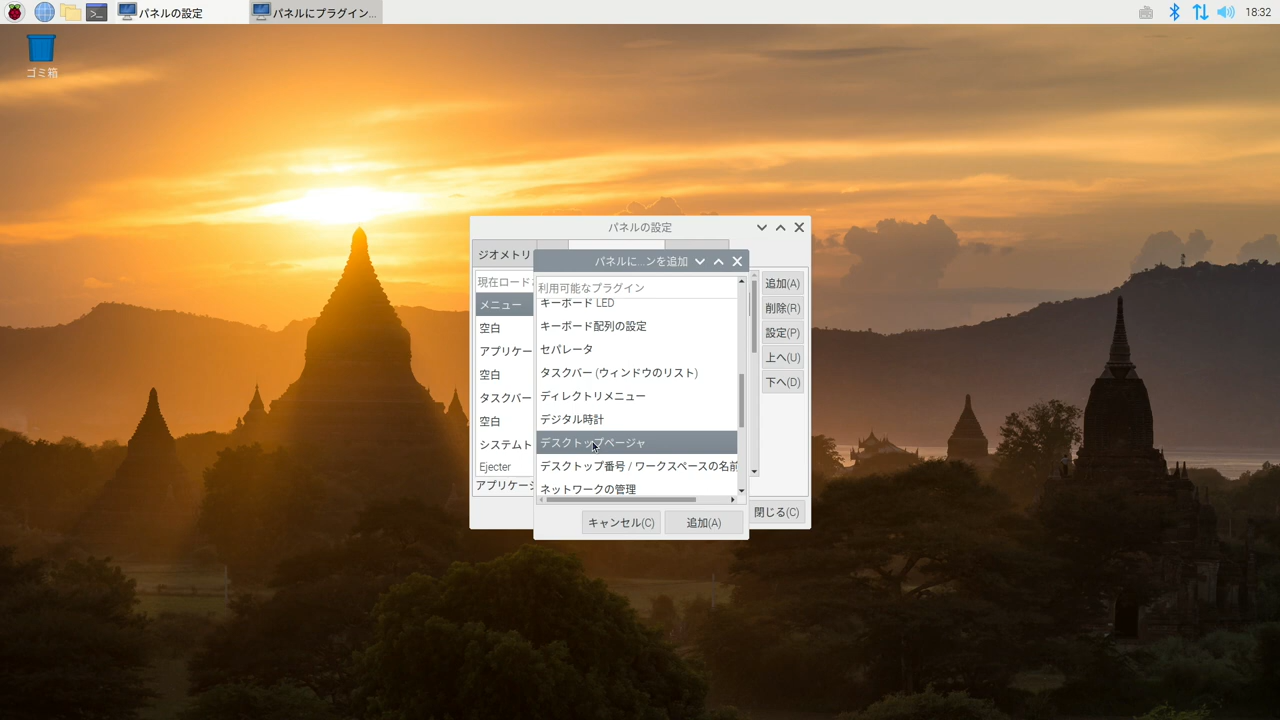 パネルの設定
パネルにプラグイン...
18:32
ゴミ箱
パネルの設定
ジオメトリ
現在ロード
メニュー
空白
アプリケー
空白
タスクバー
空白
システムト
Ejecter
アプリケーシ
追加(A)
削除(R)
設定(P)
上へ(U)
下へ(D)
閉じる(C)
パネルに...ンを追加
利用可能なプラグイン
キーボード LED
キーボード配列の設定
セパレータ
タスクバー (ウィンドウのリスト)
ディレクトリメニュー
デジタル時計
デスクトップページャ
デスクトップ番号 / ワークスペースの名前
ネットワークの管理
キャンセル(C)
追加(A)